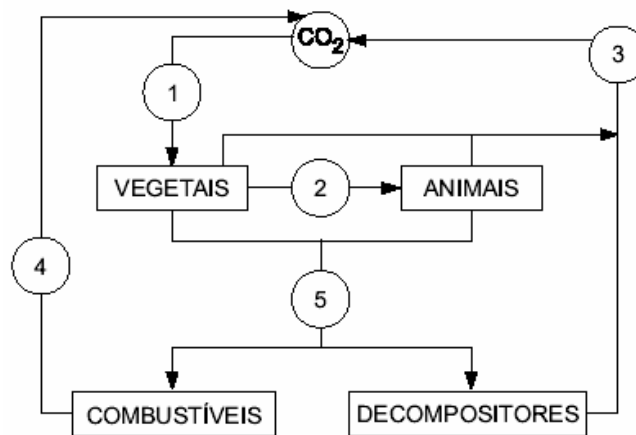 CO₂
3
1
VEGETAIS
2
ANIMAIS
4
5
COMBUSTÍVEIS
DECOMPOSITORES